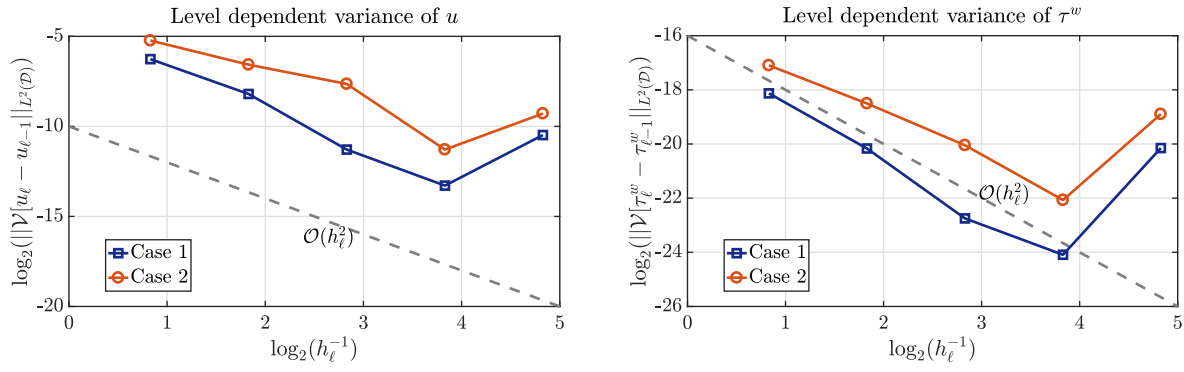 Level dependent variance of u
log₂(||𝒱[u_ℓ − u_{ℓ−1}]||_{L²(𝒟)})
-5
-10
-15
-20
𝒪(h_ℓ²)
Case 1
Case 2
0 1 2 3 4 5
log₂(h_ℓ^{−1})
Level dependent variance of τ^w
log₂(||𝒱[τ_ℓ^w − τ_{ℓ−1}^w]||_{L²(𝒟)})
-16
-18
-20
-22
-24
-26
𝒪(h_ℓ²)
Case 1
Case 2
0 1 2 3 4 5
log₂(h_ℓ^{−1})